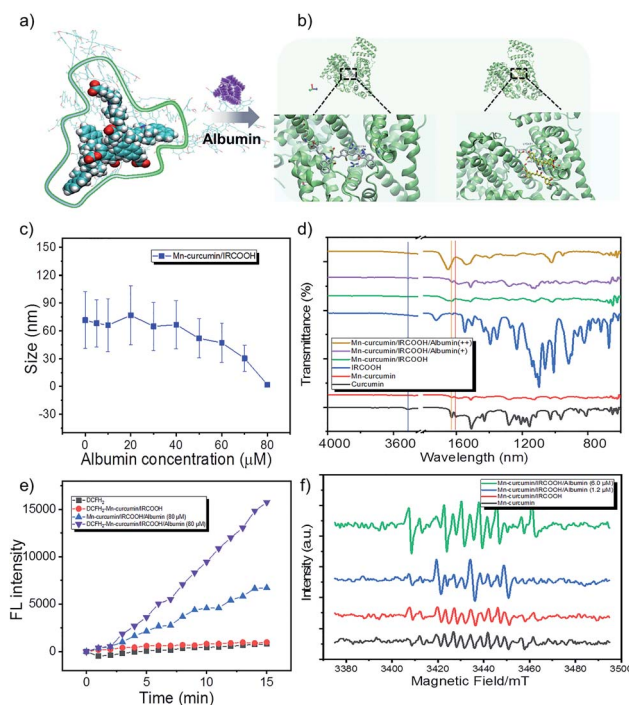 a)
b)
Albumin
c)
Mn-curcumin/IRCOOH
Size (nm)
150
120
90
60
30
0
-30
0 10 20 30 40 50 60 70 80
Albumin concentration (μM)
d)
Transmittance (%)
Mn-curcumin/IRCOOH/Albumin(++)
Mn-curcumin/IRCOOH/Albumin(+)
Mn-curcumin/IRCOOH
IRCOOH
Mn-curcumin
Curcumin
4000 3500 1600 1200 800
Wavelength (nm)
e)
DCFH₂
DCFH₂-Mn-curcumin/IRCOOH
Mn-curcumin/IRCOOH/Albumin (80 μM)
DCFH₂-Mn-curcumin/IRCOOH/Albumin (80 μM)
FL intensity
15000
10000
5000
0
0 5 10 15
Time (min)
f)
Mn-curcumin/IRCOOH/Albumin (6.0 μM)
Mn-curcumin/IRCOOH/Albumin (1.2 μM)
Mn-curcumin/IRCOOH
Mn-curcumin
Intensity (a.u.)
3380 3400 3420 3440 3460 3480 3500
Magnetic Field/mT